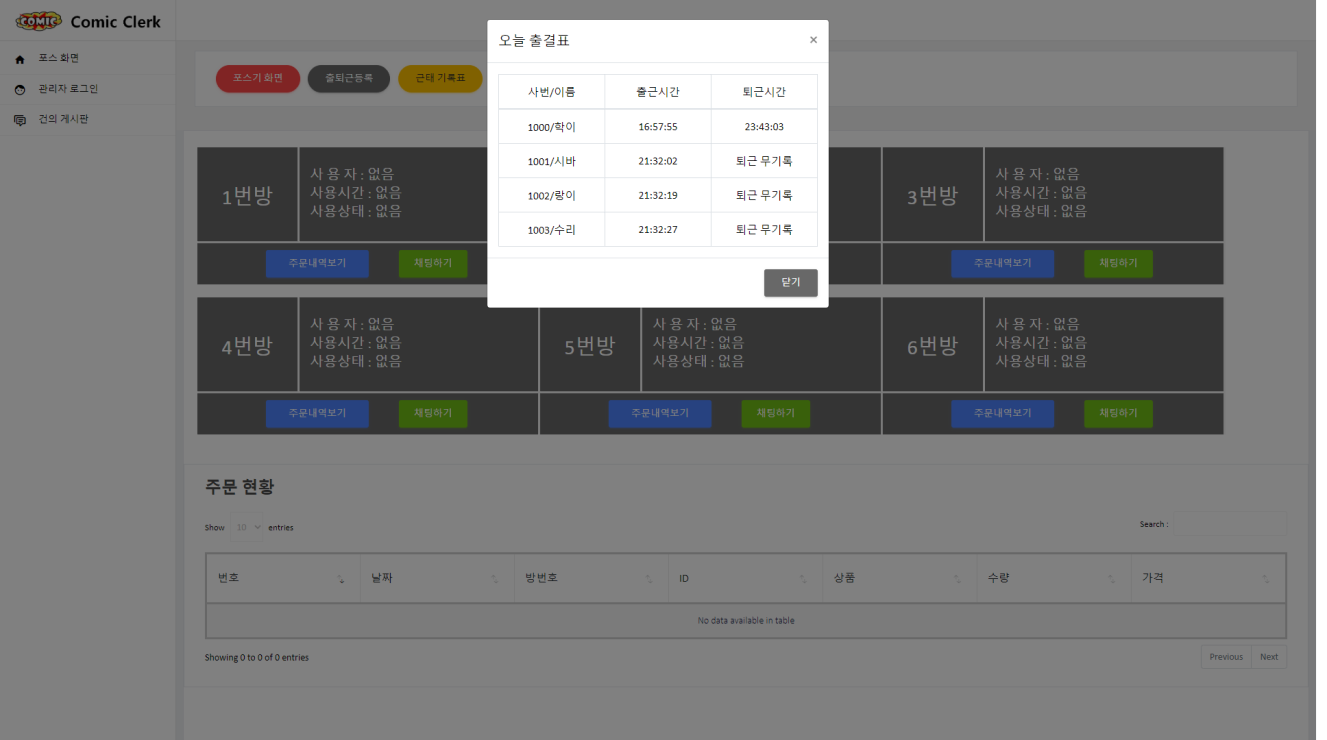 COMIC Comic Clerk
포스 화면
관리자 로그인
건의 게시판
포스기 화면 출퇴근등록 근태 기록표
오늘 출결표 ×
사번/이름 출근시간 퇴근시간
1000/학이 16:57:55 23:43:03
1001/시바 21:32:02 퇴근 무기록
1002/랑이 21:32:19 퇴근 무기록
1003/수리 21:32:27 퇴근 무기록
닫기
1번방
사 용 자 : 없음
사용시간 : 없음
사용상태 : 없음
주문내역보기 채팅하기
3번방
사 용 자 : 없음
사용시간 : 없음
사용상태 : 없음
주문내역보기 채팅하기
4번방
사 용 자 : 없음
사용시간 : 없음
사용상태 : 없음
주문내역보기 채팅하기
5번방
사 용 자 : 없음
사용시간 : 없음
사용상태 : 없음
주문내역보기 채팅하기
6번방
사 용 자 : 없음
사용시간 : 없음
사용상태 : 없음
주문내역보기 채팅하기
주문 현황
Show 10 entries
Search :
번호 날짜 방번호 ID 상품 수량 가격
No data available in table
Showing 0 to 0 of 0 entries
Previous Next